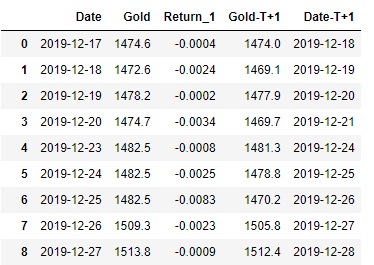 Date Gold Return_1 Gold-T+1 Date-T+1
0 2019-12-17 1474.6 -0.0004 1474.0 2019-12-18
1 2019-12-18 1472.6 -0.0024 1469.1 2019-12-19
2 2019-12-19 1478.2 -0.0002 1477.9 2019-12-20
3 2019-12-20 1474.7 -0.0034 1469.7 2019-12-21
4 2019-12-23 1482.5 -0.0008 1481.3 2019-12-24
5 2019-12-24 1482.5 -0.0025 1478.8 2019-12-25
6 2019-12-25 1482.5 -0.0083 1470.2 2019-12-26
7 2019-12-26 1509.3 -0.0023 1505.8 2019-12-27
8 2019-12-27 1513.8 -0.0009 1512.4 2019-12-28